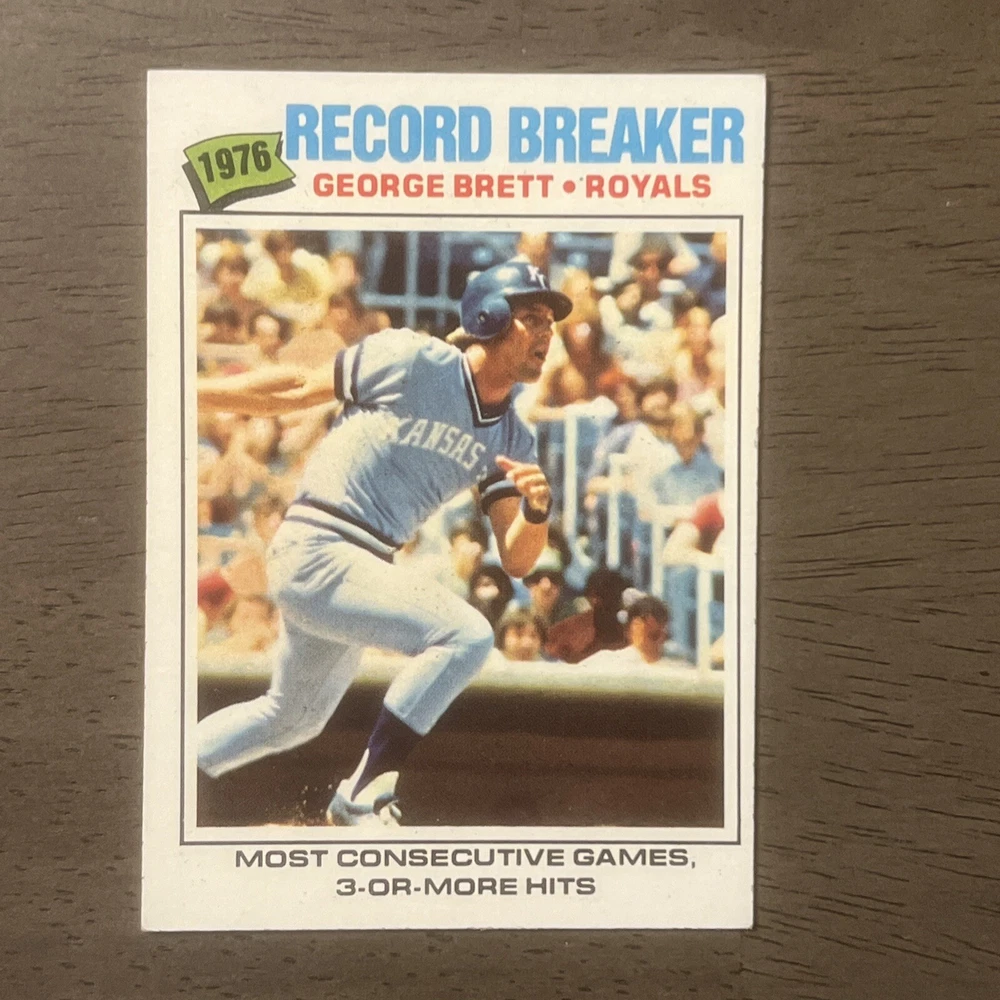 1976
RECORD BREAKER
GEORGE BRETT • ROYALS
KC
KANSAS
MOST CONSECUTIVE GAMES,
3-OR-MORE HITS